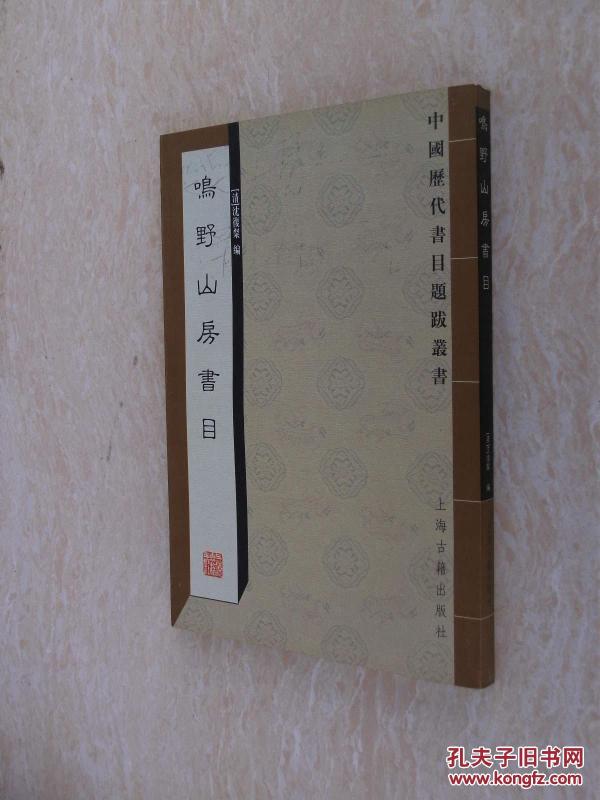 中國歷代書目題跋叢書
上海古籍出版社
[清]沈復粲 編
鳴野山房書目
鳴野山房書目
編
孔夫子旧书网
www.kongfz.com